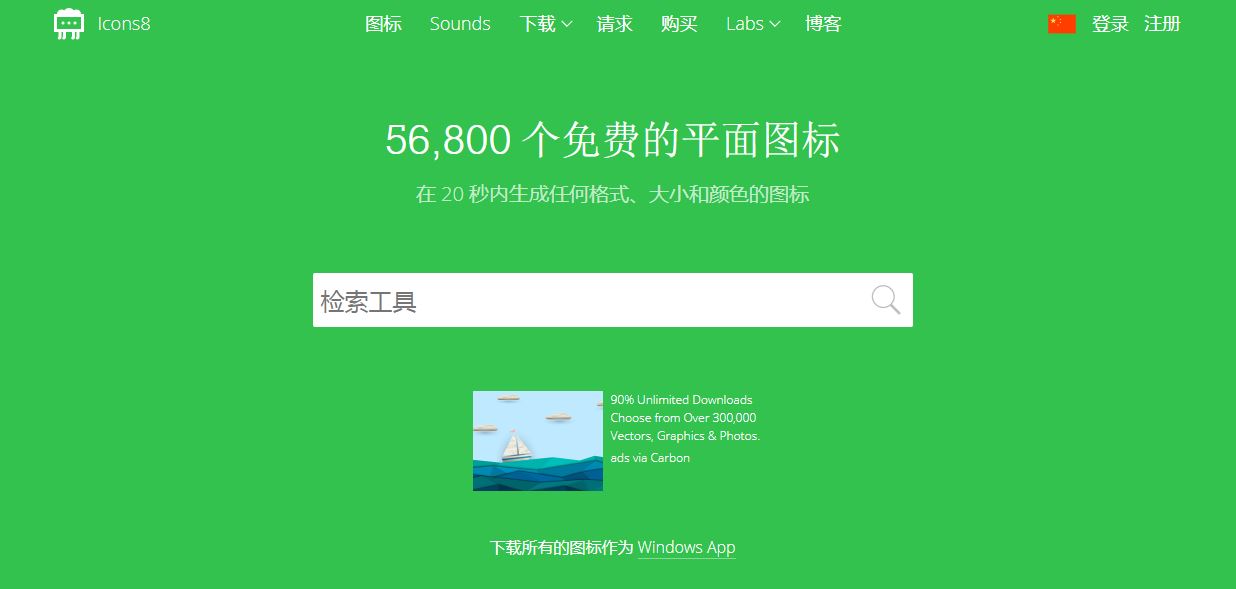 Icons8 图标 Sounds 下载 请求 购买 Labs 博客 登录 注册
56,800 个免费的平面图标
在 20 秒内生成任何格式、大小和颜色的图标
检索工具
90% Unlimited Downloads
Choose from Over 300,000
Vectors, Graphics & Photos.
ads via Carbon
下载所有的图标作为 Windows App